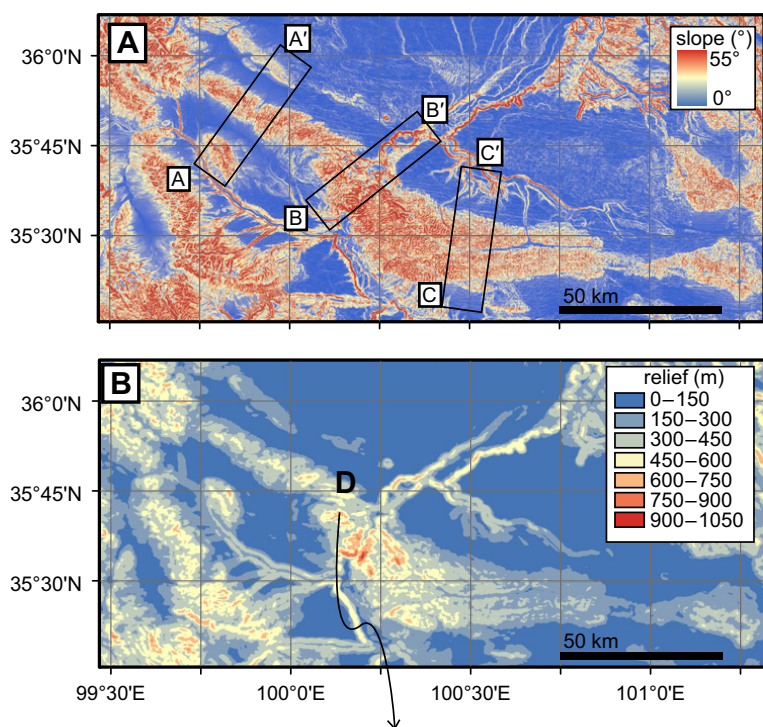 A
A′
slope (°)
55°
0°
36°0′N
B′
35°45′N
C′
A
B
35°30′N
C
50 km
B
relief (m)
0–150
150–300
300–450
450–600
600–750
750–900
900–1050
36°0′N
D
35°45′N
35°30′N
50 km
99°30′E
100°0′E
100°30′E
101°0′E